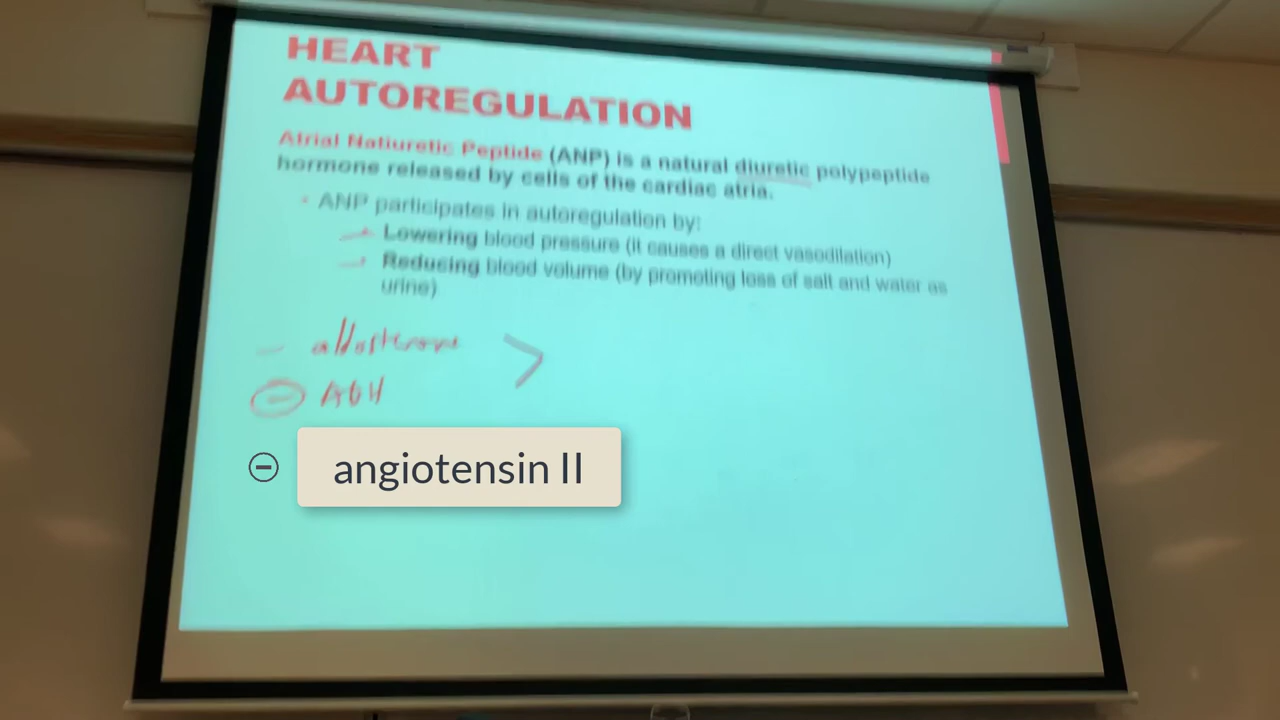 HEART
AUTOREGULATION
Atrial Natiuretic Peptide (ANP) is a natural diuretic polypeptide
hormone released by cells of the cardiac atria.
• ANP participates in autoregulation by:
Lowering blood pressure (it causes a direct vasodilation)
Reducing blood volume (by promoting loss of salt and water as
urine)
- aldosterone >
⊖ ADH
⊖ angiotensin II